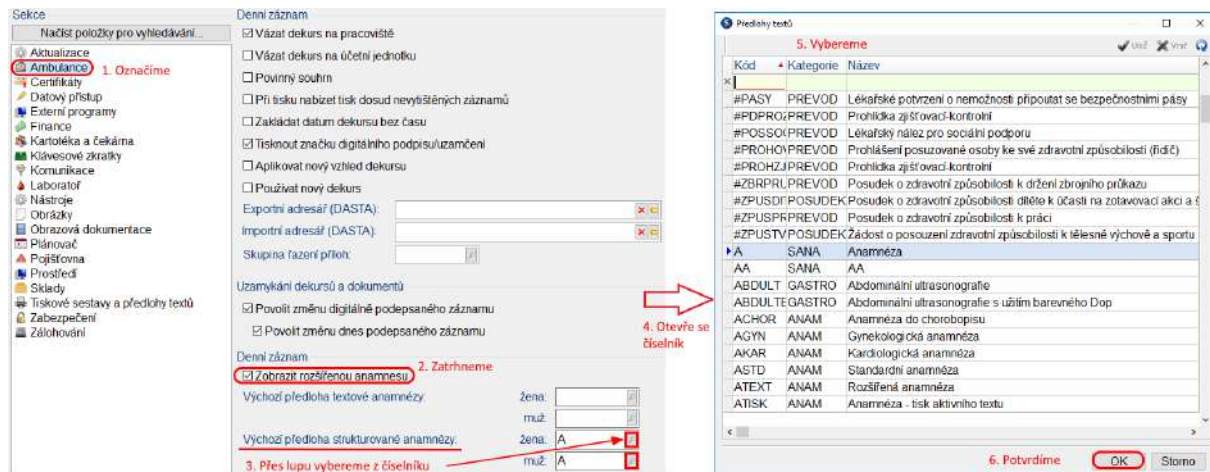 Sekce
Načíst položky pro vyhledávání...
Aktualizace
Ambulance
1. Označíme
Certifikáty
Datový přístup
Externí programy
Finance
Kartotéka a čekárna
Klávesové zkratky
Komunikace
Laboratoř
Nástroje
Obrázky
Obrazová dokumentace
Plánovač
Pojišťovna
Prostředí
Sklady
Tiskové sestavy a předlohy textů
Zabezpečení
Zálohování
Denní záznam
Vázat dekurs na pracoviště
Vázat dekurs na účetní jednotku
Povinný souhrn
Při tisku nabízet tisk dosud nevytištěných záznamů
Zakládat datum dekursu bez času
Tisknout značku digitálního podpisu/uzamčení
Aplikovat nový vzhled dekursu
Používat nový dekurs
Exportní adresář (DASTA):
Importní adresář (DASTA):
Skupina řazení příloh:
Uzamykání dekursů a dokumentů
Povolit změnu digitálně podepsaného záznamu
Povolit změnu dnes podepsaného záznamu
Denní záznam
2. Zatrhneme
Zobrazit rozšířenou anamnesu
Výchozí předloha textové anamnézy: žena:
muž:
Výchozí předloha strukturované anamnézy: žena: A
3. Přes lupu vybereme z číselníku muž: A
4. Otevře se
číselník
Předlohy textů
5. Vybereme
Ulož Vrať
Kód Kategorie Název
#PASY PREVOD Lékařské potvrzení o nemožnosti připoutat se bezpečnostními pásy
#PDPROZ PREVOD Prohlídka zjišťovací-kontrolní
#POSSO( PREVOD Lékařský nález pro sociální podporu
#PROHO\ PREVOD Prohlášení posuzované osoby ke své zdravotní způsobilosti (řidič)
#PROHZJ PREVOD Prohlídka zjišťovací-kontrolní
#ZBRPRU PREVOD Posudek o zdravotní způsobilosti k držení zbrojního průkazu
#ZPUSDI POSUDEK Posudek o zdravotní způsobilosti dítěte k účasti na zotavovací akci a š
#ZPUSPR PREVOD Posudek o zdravotní způsobilosti k práci
#ZPUSTV POSUDEK Žádost o posouzení zdravotní způsobilosti k tělesné výchově a sportu
A SANA Anamnéza
AA SANA AA
ABDULT GASTRO Abdominální ultrasonografie
ABDULTE GASTRO Abdominální ultrasonografie s užitím barevného Dop
ACHOR ANAM Anamnéza do chorobopisu
AGYN ANAM Gynekologická anamnéza
AKAR ANAM Kardiologická anamnéza
ASTD ANAM Standardní anamnéza
ATEXT ANAM Rozšířená anamnéza
ATISK ANAM Anamnéza - tisk aktivního textu
6. Potvrdíme
OK Storno